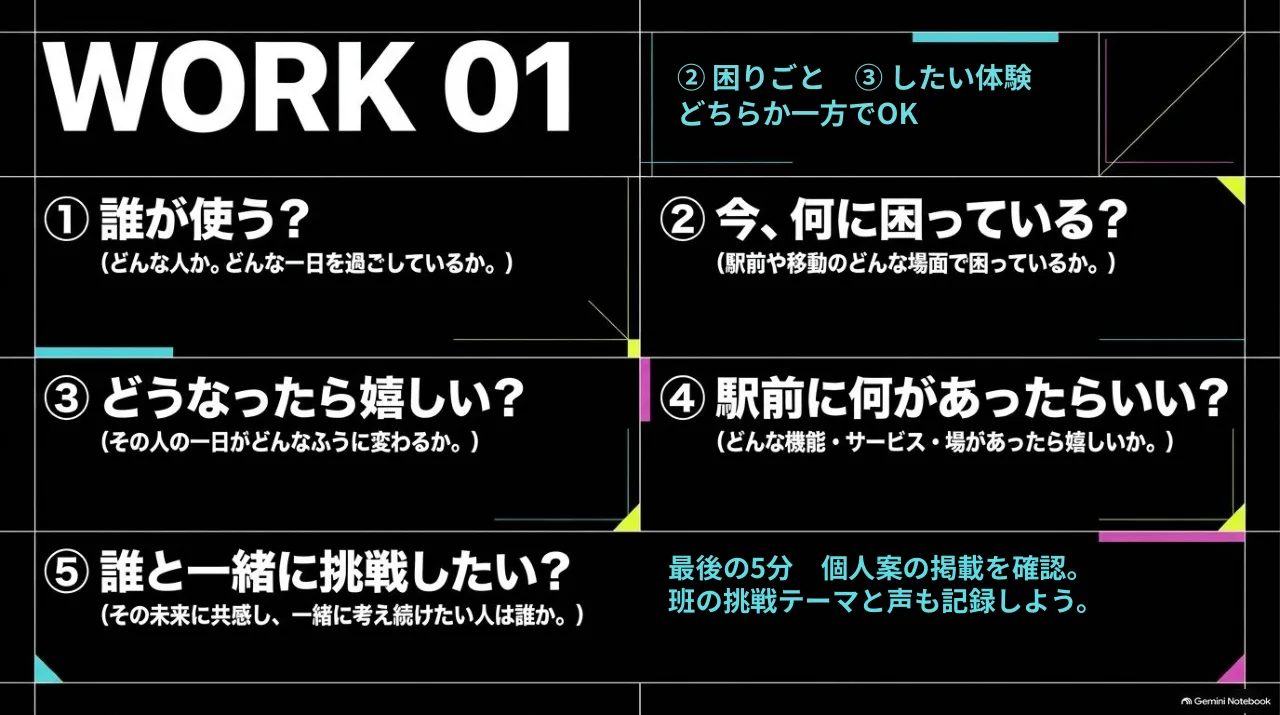 WORK 01
② 困りごと　③ したい体験
どちらか一方でOK
① 誰が使う？
（どんな人か。どんな一日を過ごしているか。）
② 今、何に困っている？
（駅前や移動のどんな場面で困っているか。）
③ どうなったら嬉しい？
（その人の一日がどんなふうに変わるか。）
④ 駅前に何があったらいい？
（どんな機能・サービス・場があったら嬉しいか。）
⑤ 誰と一緒に挑戦したい？
（その未来に共感し、一緒に考え続けたい人は誰か。）
最後の5分　個人案の掲載を確認。
班の挑戦テーマと声も記録しよう。
Gemini Notebook